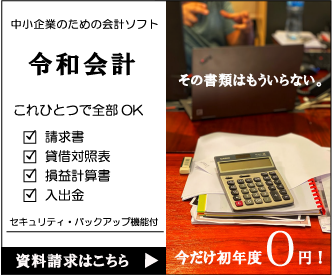 中小企業のための会計ソフト
令和会計
これひとつで全部OK
請求書
貸借対照表
損益計算書
入出金
セキュリティ・バックアップ機能付
資料請求はこちら ▶
その書類はもういらない。
今だけ初年度0円！